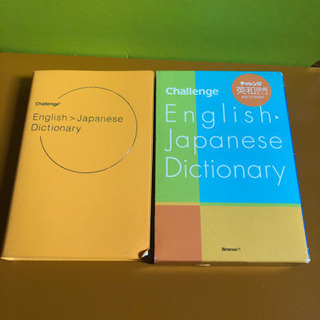 Challenge®
English > Japanese
Dictionary
Challenge
English・
Japanese
Dictionary
チャレンジ
英和辞典
Benesse®